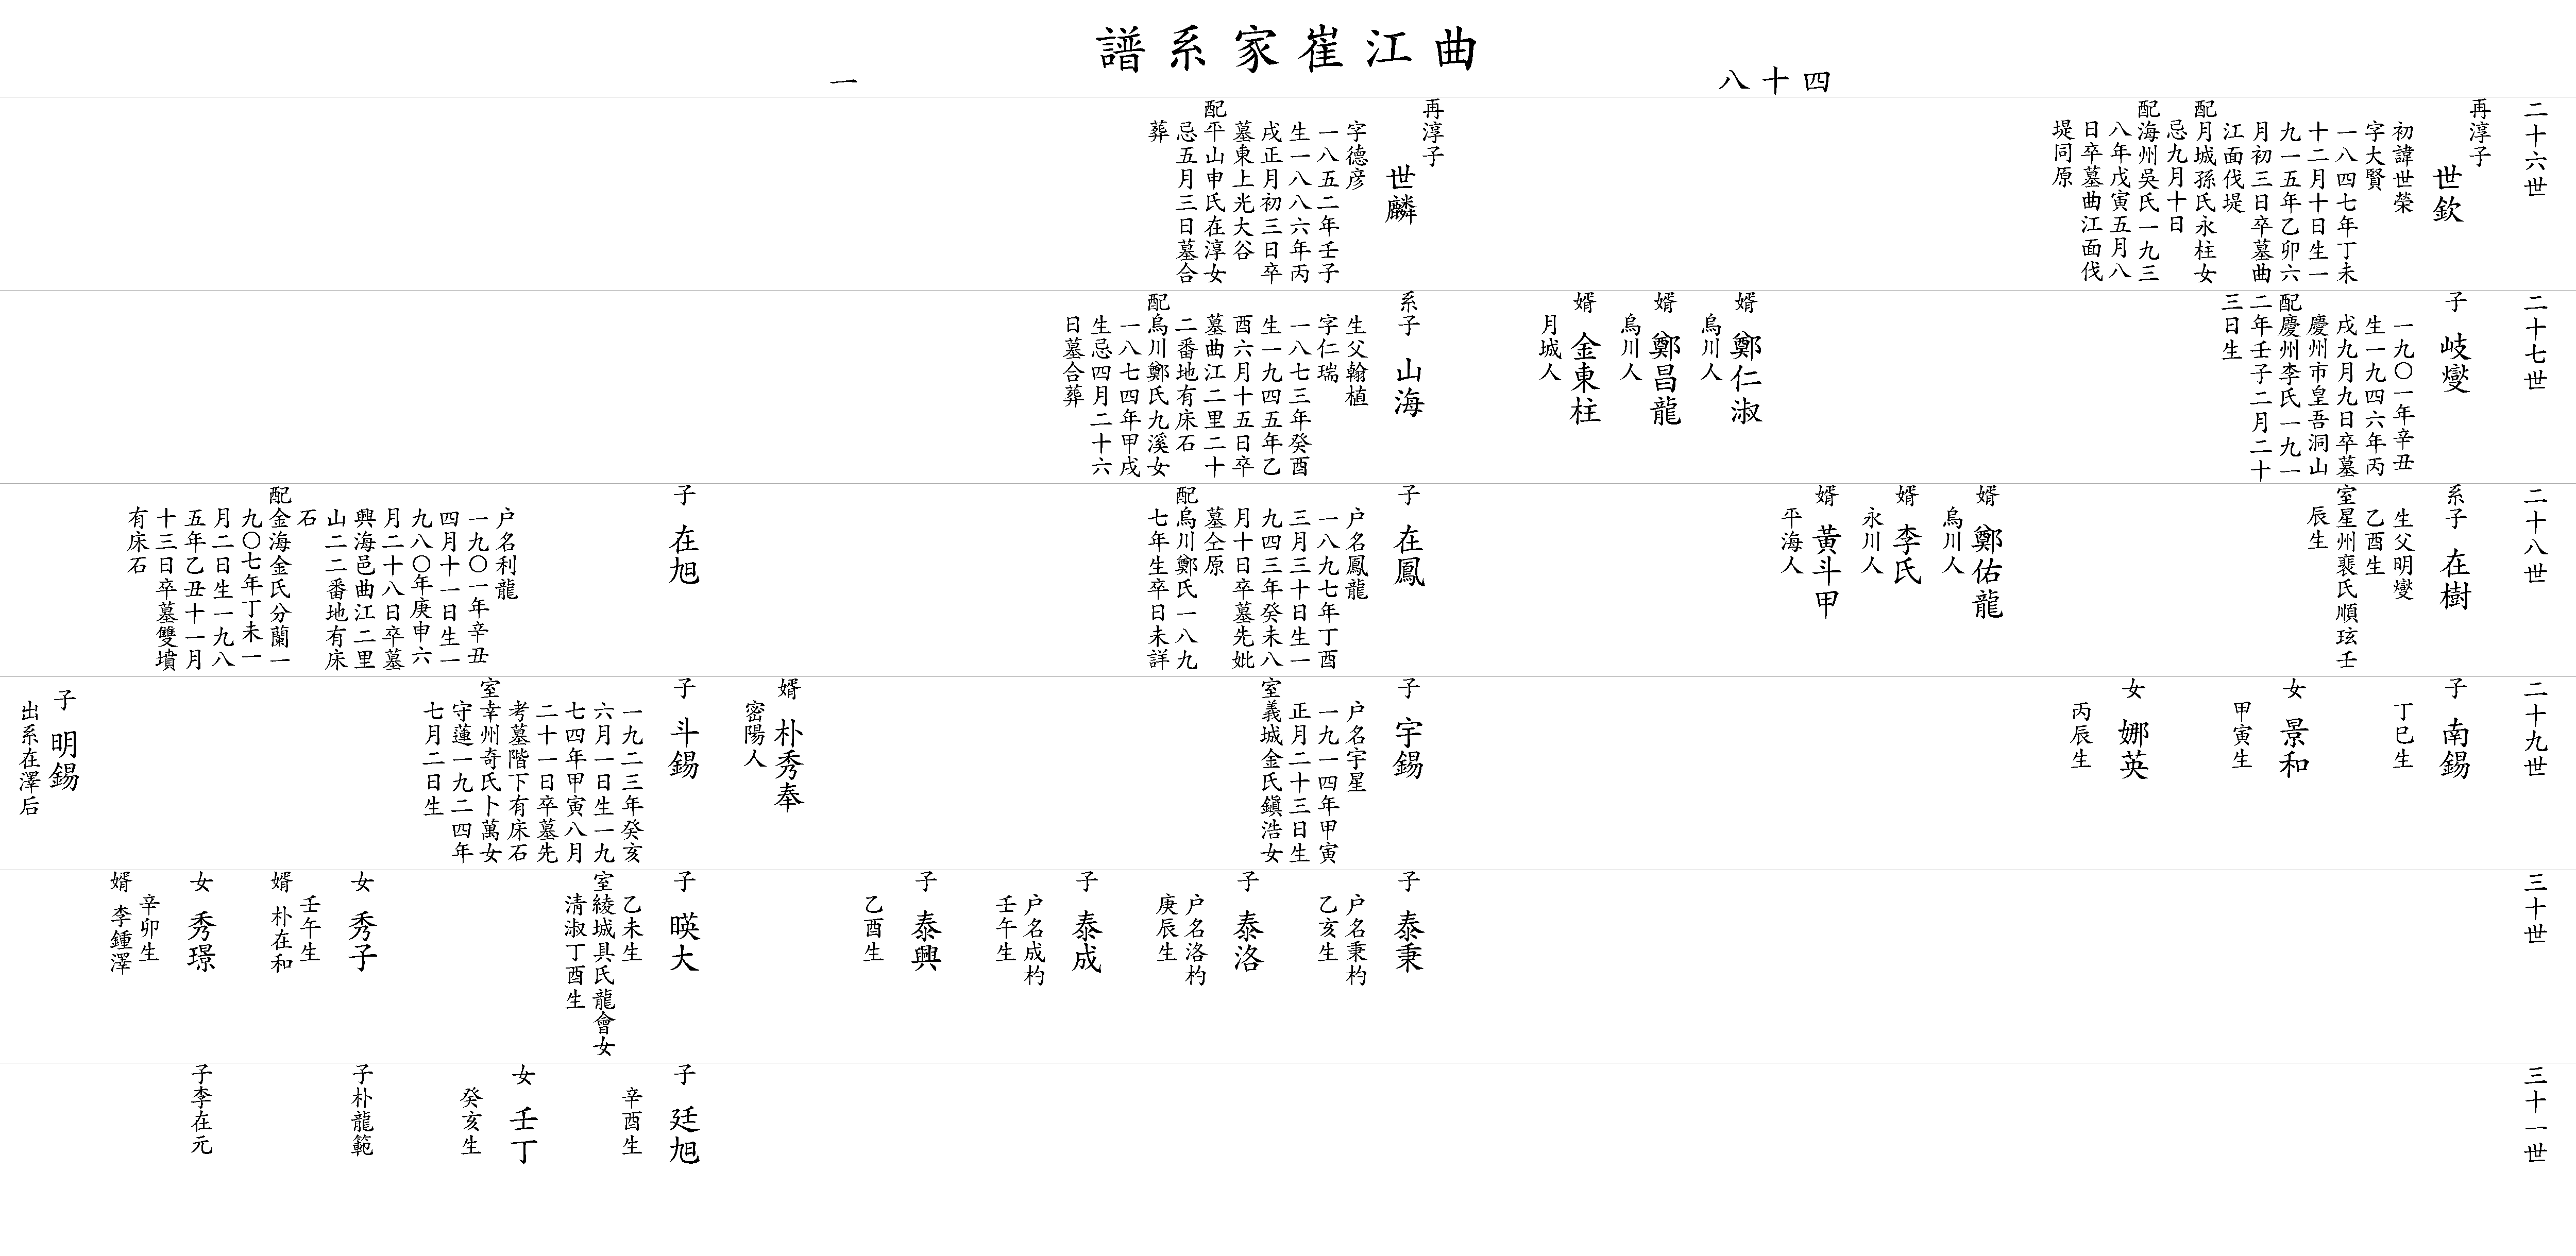 曲江崔家系譜
四十八
一
二十六世
再淳子
世欽
初諱世榮
字大賢
一八四七年丁未
十二月十日生一
九一五年乙卯六
月初三日卒墓曲
江面伐堤
配月城孫氏永柱女
忌九月十日
配海州吳氏一九三
八年戊寅五月八
日卒墓曲江面伐
堤同原
再淳子
世麟
字德彦
一八五二年壬子
生一八八六年丙
戌正月初三日卒
墓東上光大谷
配平山申氏在淳女
忌五月三日墓合
葬
二十七世
子 岐燮
一九〇一年辛丑
生一九四六年丙
戌九月九日卒墓
慶州市皇吾洞山
配慶州李氏一九一
二年壬子二月二十
三日生
婿 鄭仁淑
烏川人
婿 鄭昌龍
烏川人
婿 金東柱
月城人
系子 山海
生父翰植
字仁瑞
一八七三年癸酉
生一九四五年乙
酉六月十五日卒
墓曲江二里二十
二番地有床石
配烏川鄭氏九溪女
一八七四年甲戌
生忌四月二十六
日墓合葬
二十八世
系子 在樹
生父明燮
乙酉生
室星州裵氏順玹壬
辰生
婿 鄭佑龍
烏川人
婿 李氏
永川人
婿 黃斗甲
平海人
子 在鳳
户名鳳龍
一八九七年丁酉
三月三十日生一
九四三年癸未八
月十日卒墓先妣
墓仝原
配烏川鄭氏一八九
七年生卒日未詳
子 在旭
户名利龍
一九〇一年辛丑
四月十一日生一
九八〇年庚申六
月二十八日卒墓
興海邑曲江二里
山二二番地有床
石
配金海金氏分蘭一
九〇七年丁未一
月二日生一九八
五年乙丑十一月
十三日卒墓雙墳
有床石
二十九世
子 南錫
丁巳生
女 景和
甲寅生
女 娜英
丙辰生
子 宇錫
户名宇星
一九一四年甲寅
正月二十三日生
室義城金氏鎭浩女
婿 朴秀奉
密陽人
子 斗錫
一九二三年癸亥
六月一日生一九
七四年甲寅八月
二十一日卒墓先
考墓階下有床石
室幸州奇氏卜萬女
守蓮一九二四年
七月二日生
子 明錫
出系在澤后
三十世
子 泰秉
户名秉杓
乙亥生
子 泰洛
户名洛杓
庚辰生
子 泰成
户名成杓
壬午生
子 泰興
乙酉生
子 暎大
乙未生
室綾城具氏龍會女
淸淑丁酉生
女 秀子
壬午生
婿 朴在和
女 秀璟
辛卯生
婿 李鍾澤
三十一世
子 廷旭
辛酉生
女 壬丁
癸亥生
子朴龍範
子李在元